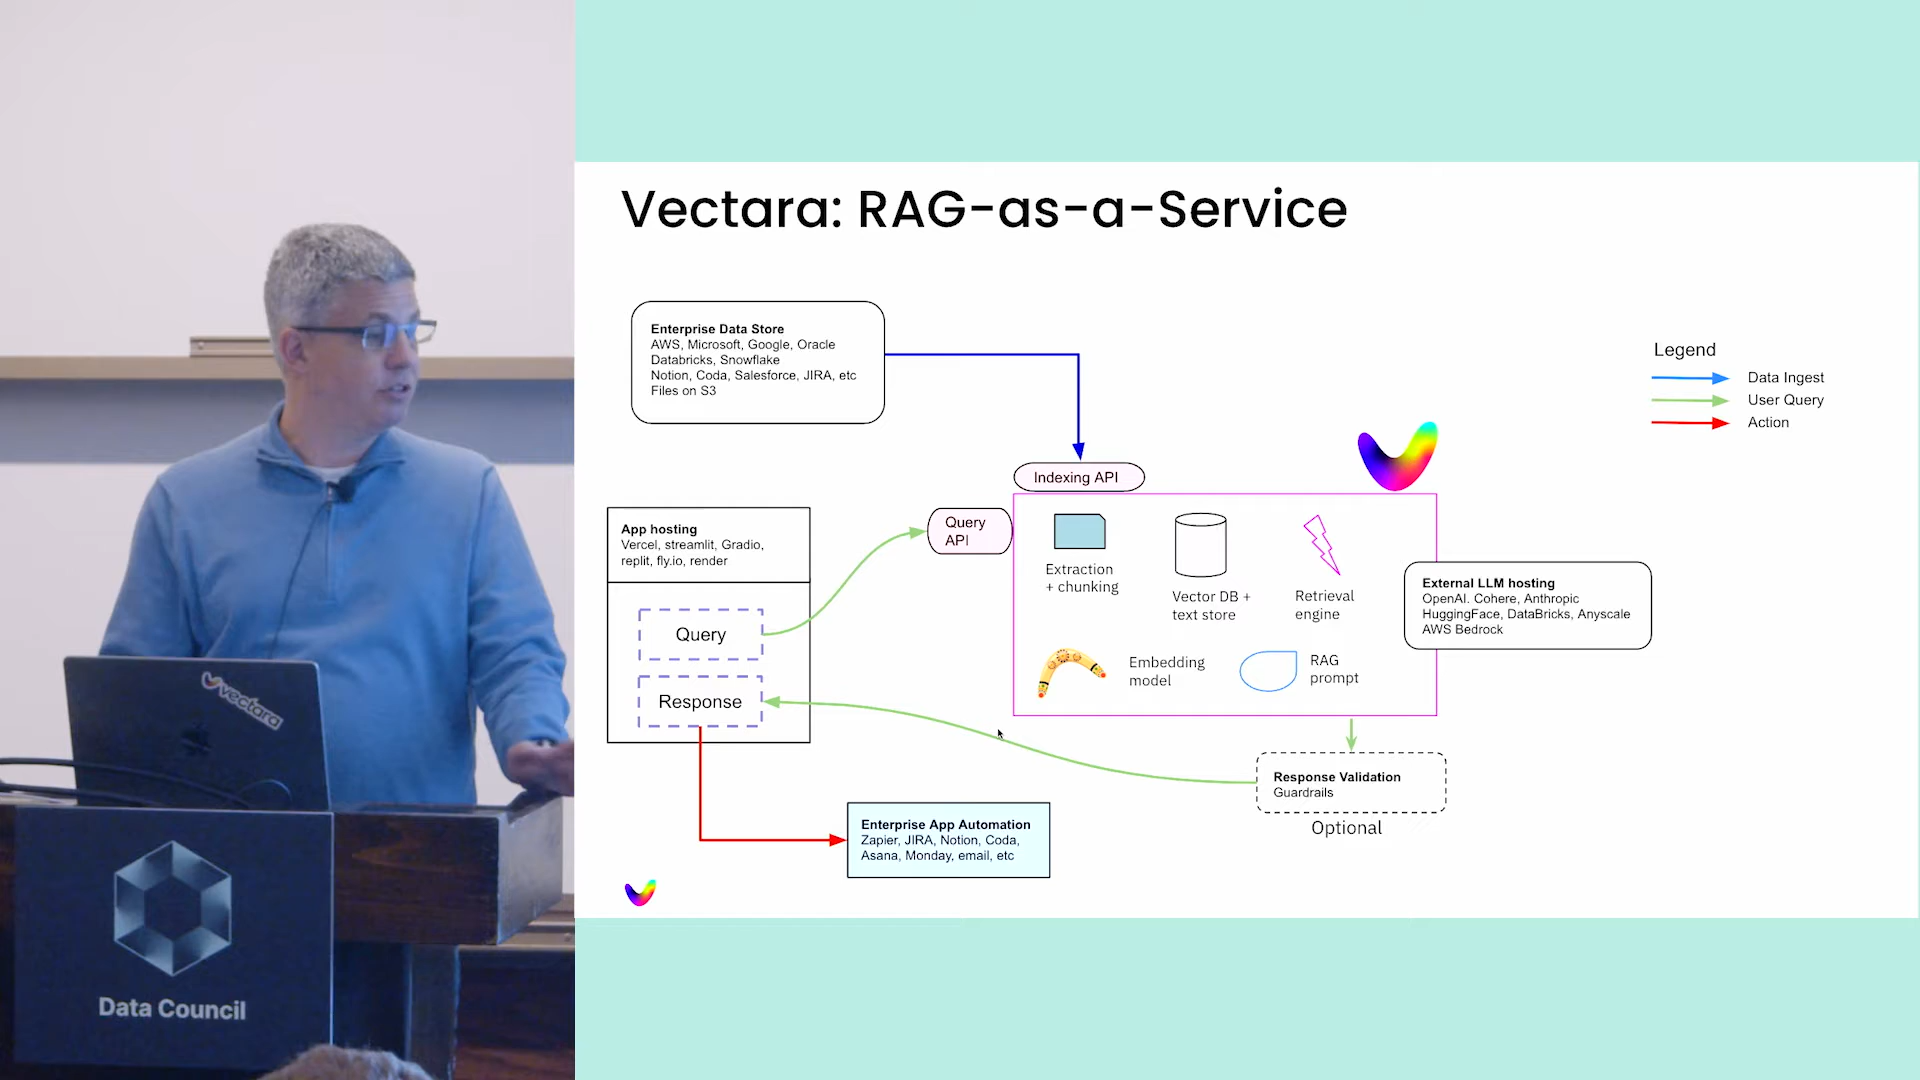 Vectara: RAG-as-a-Service
Enterprise Data Store
AWS, Microsoft, Google, Oracle
Databricks, Snowflake
Notion, Coda, Salesforce, JIRA, etc
Files on S3
Legend
Data Ingest
User Query
Action
Indexing API
App hosting
Vercel, streamlit, Gradio,
replit, fly.io, render
Query
API
Query
Response
Extraction
+ chunking
Vector DB +
text store
Retrieval
engine
Embedding
model
RAG
prompt
External LLM hosting
OpenAI. Cohere, Anthropic
HuggingFace, DataBricks, Anyscale
AWS Bedrock
Response Validation
Guardrails
Optional
Enterprise App Automation
Zapier, JIRA, Notion, Coda,
Asana, Monday, email, etc
vectara
Data Council